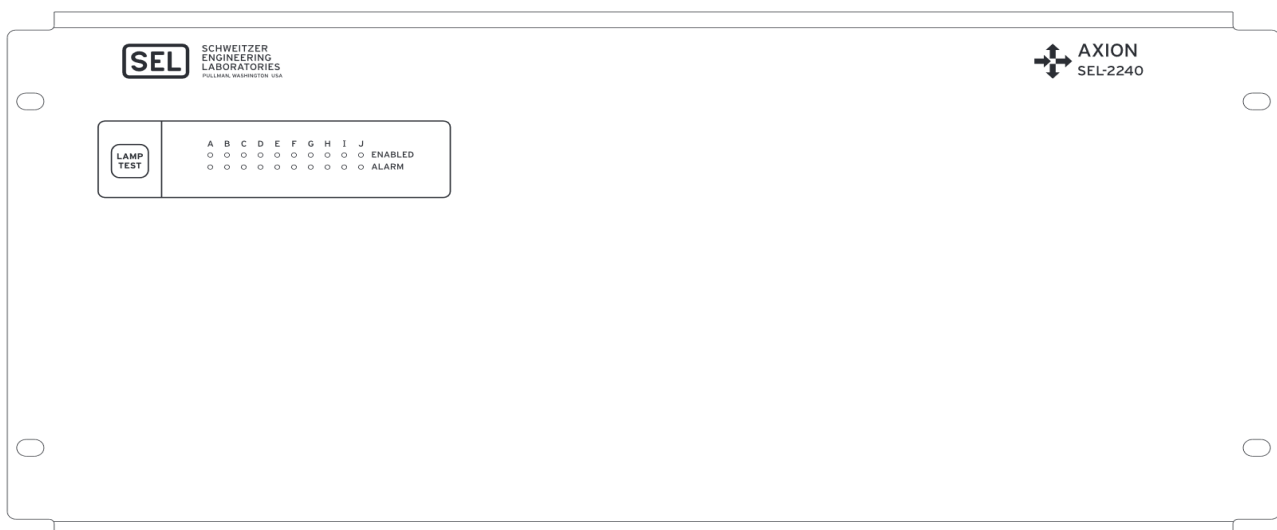 SEL
SCHWEITZER
ENGINEERING
LABORATORIES
PULLMAN, WASHINGTON USA
AXION
SEL-2240
LAMP
TEST
A B C D E F G H I J
ENABLED
ALARM